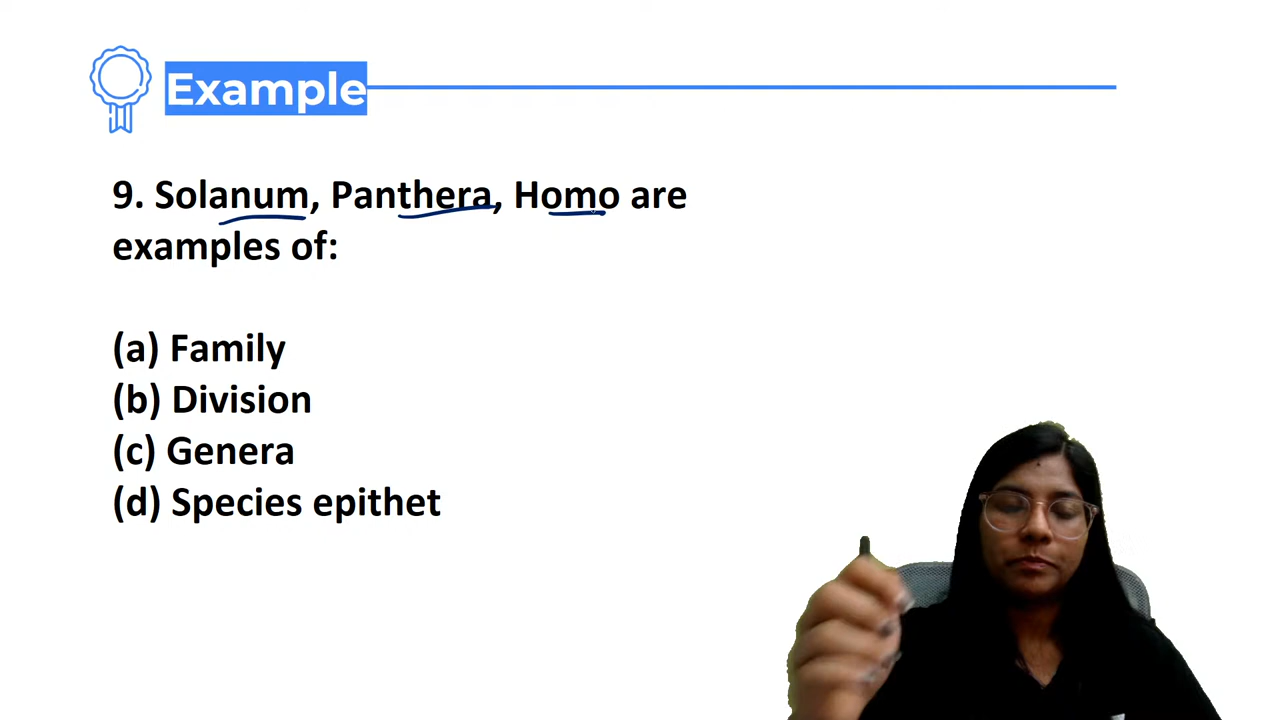 Example
9. Solanum, Panthera, Homo are
examples of:
(a) Family
(b) Division
(c) Genera
(d) Species epithet